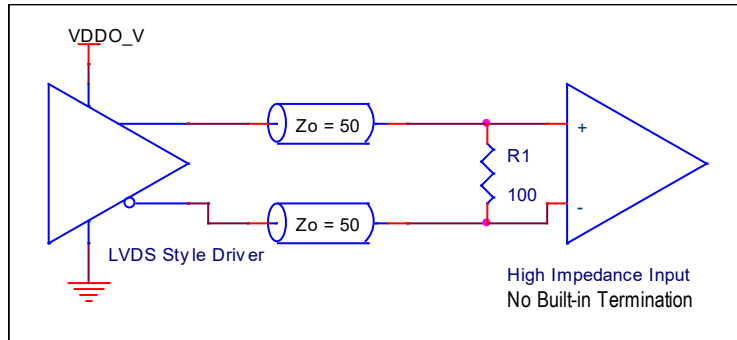 VDDO_V
Zo = 50
+
R1
100
Zo = 50
-
LVDS Style Driver
High Impedance Input
No Built-in Termination